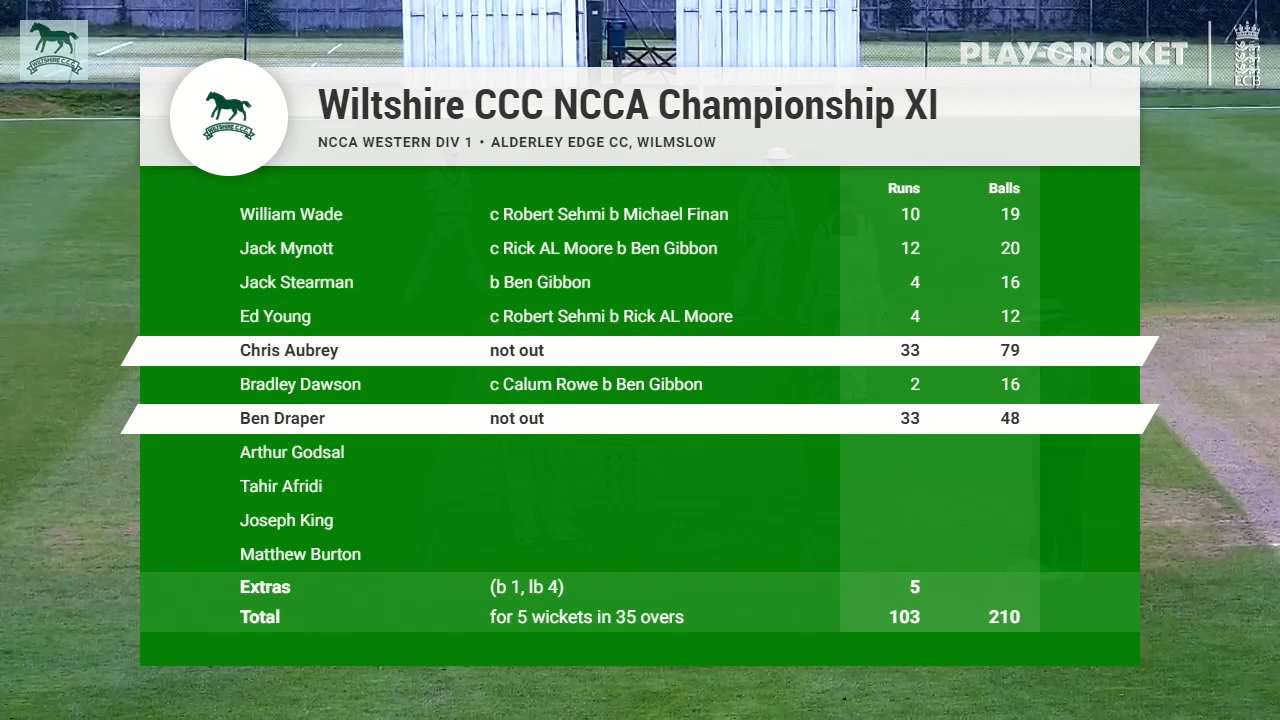 WILTSHIRE C.C.C.
PLAY-CRICKET
Wiltshire CCC NCCA Championship XI
NCCA WESTERN DIV 1 • ALDERLEY EDGE CC, WILMSLOW
WILTSHIRE C.C.C.
Runs Balls
William Wade c Robert Sehmi b Michael Finan 10 19
Jack Mynott c Rick AL Moore b Ben Gibbon 12 20
Jack Stearman b Ben Gibbon 4 16
Ed Young c Robert Sehmi b Rick AL Moore 4 12
Chris Aubrey not out 33 79
Bradley Dawson c Calum Rowe b Ben Gibbon 2 16
Ben Draper not out 33 48
Arthur Godsal
Tahir Afridi
Joseph King
Matthew Burton
Extras (b 1, lb 4) 5
Total for 5 wickets in 35 overs 103 210